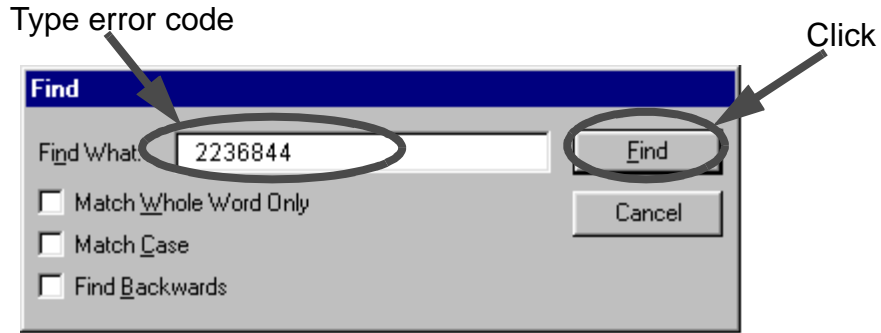 Type error code
Click
Find
Find What: 2236844
Find
Match Whole Word Only
Cancel
Match Case
Find Backwards